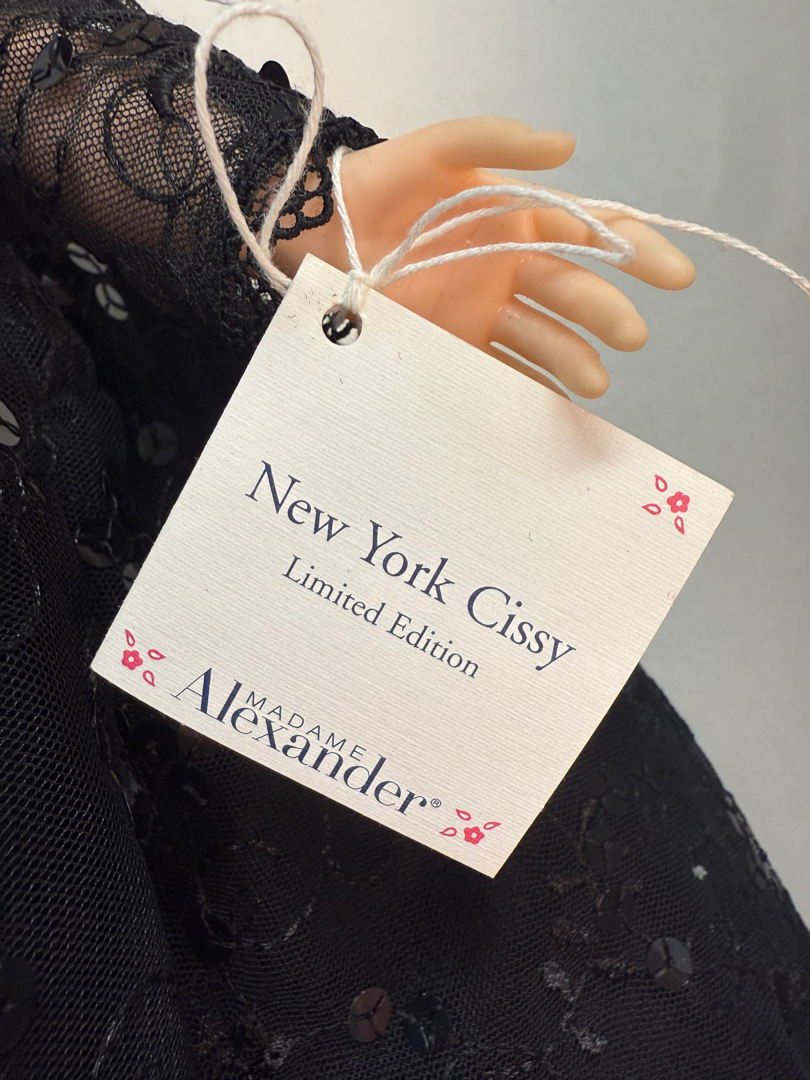 New York Cissy
Limited Edition
MADAME
Alexander®